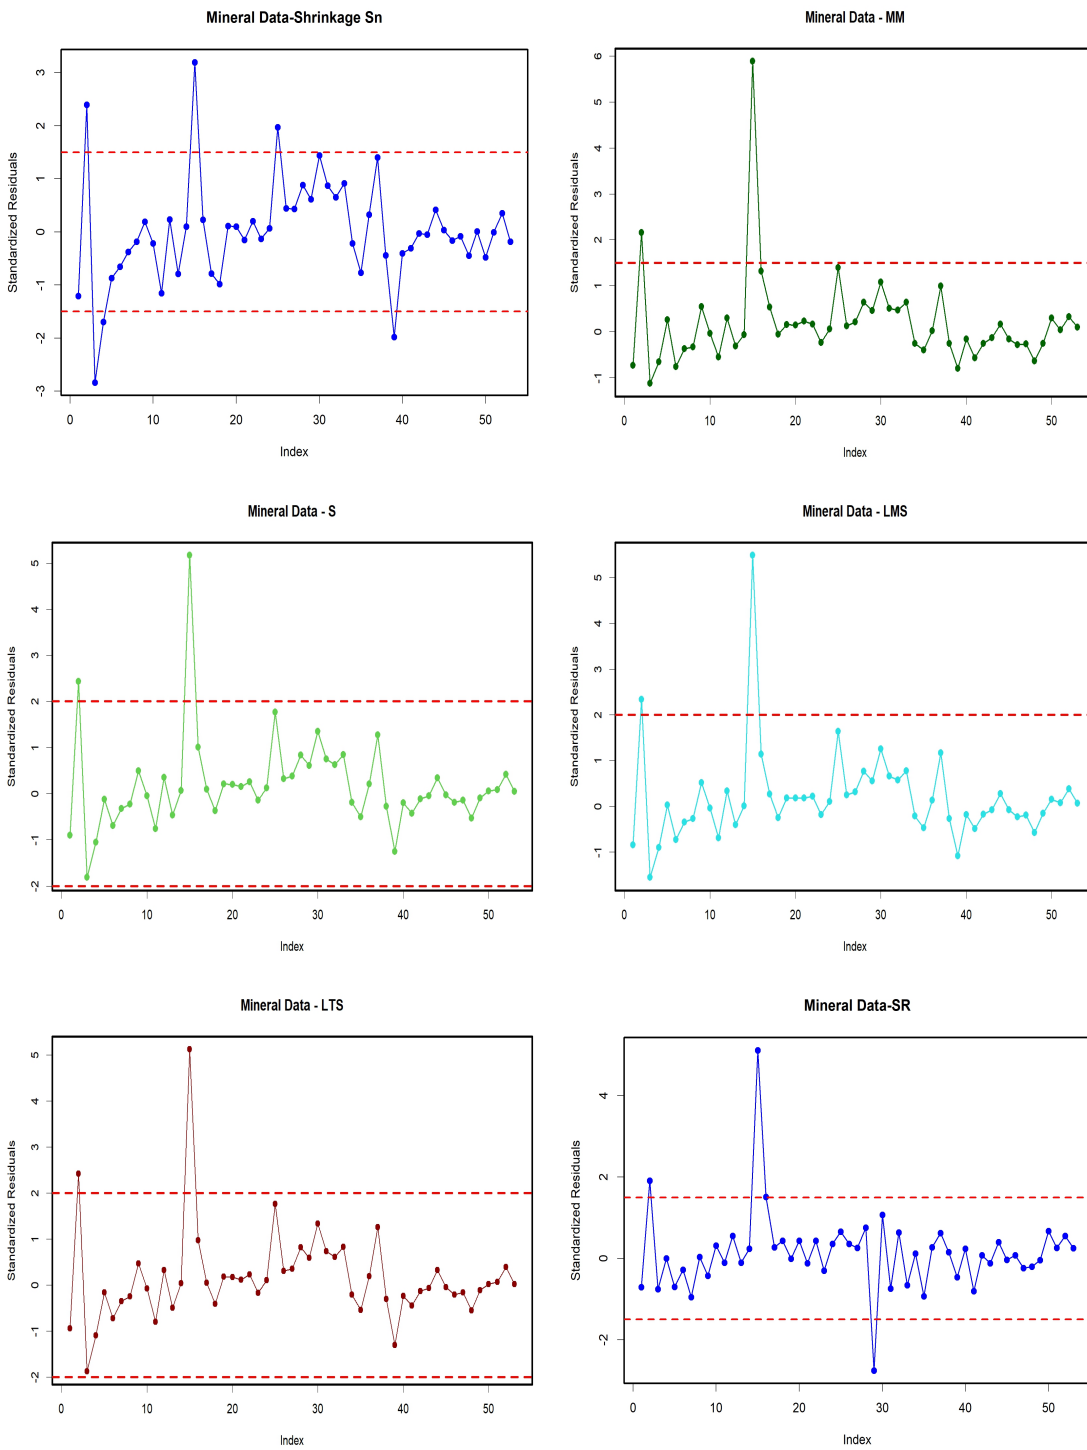 Mineral Data-Shrinkage Sn
Standardized Residuals
3
2
1
0
-1
-2
-3
0 10 20 30 40 50
Index
Mineral Data - MM
Standardized Residuals
6
5
4
3
2
1
0
-1
0 10 20 30 40 50
Index
Mineral Data - S
Standardized Residuals
5
4
3
2
1
0
-1
-2
0 10 20 30 40 50
Index
Mineral Data - LMS
Standardized Residuals
5
4
3
2
1
0
-1
0 10 20 30 40 50
Index
Mineral Data - LTS
Standardized Residuals
5
4
3
2
1
0
-1
-2
0 10 20 30 40 50
Index
Mineral Data-SR
Standardized Residuals
4
2
0
-2
0 10 20 30 40 50
Index